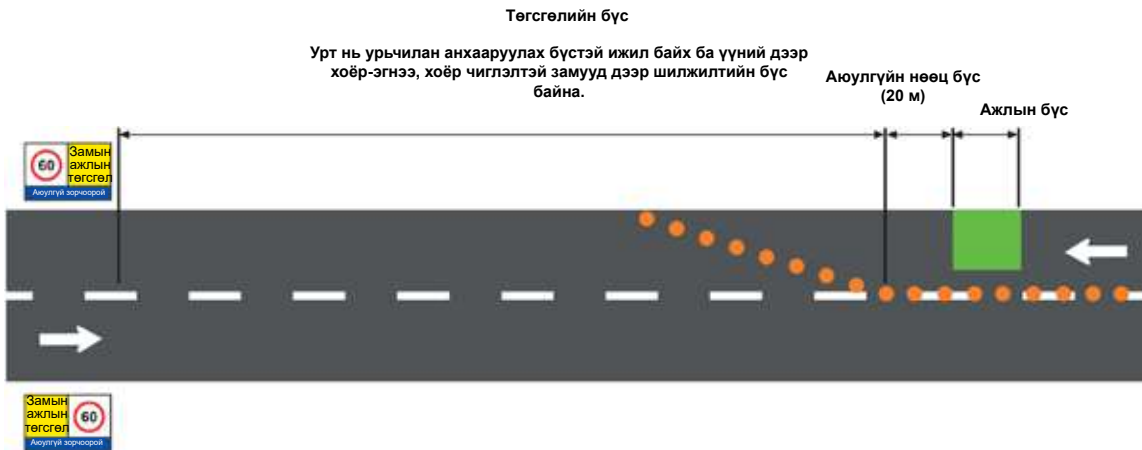 Төгсгөлийн бүс
Урт нь урьчилан анхааруулах бүстэй ижил байх ба үүний дээр
хоёр-эгнээ, хоёр чиглэлтэй замууд дээр шилжилтийн бүс
байна.
Аюулгүйн нөөц бүс
(20 м)
Ажлын бүс
60
Замын
ажлын
төгсгөл
Аюулгүй зорчоорой
Замын
ажлын
төгсгөл
60
Аюулгүй зорчоорой